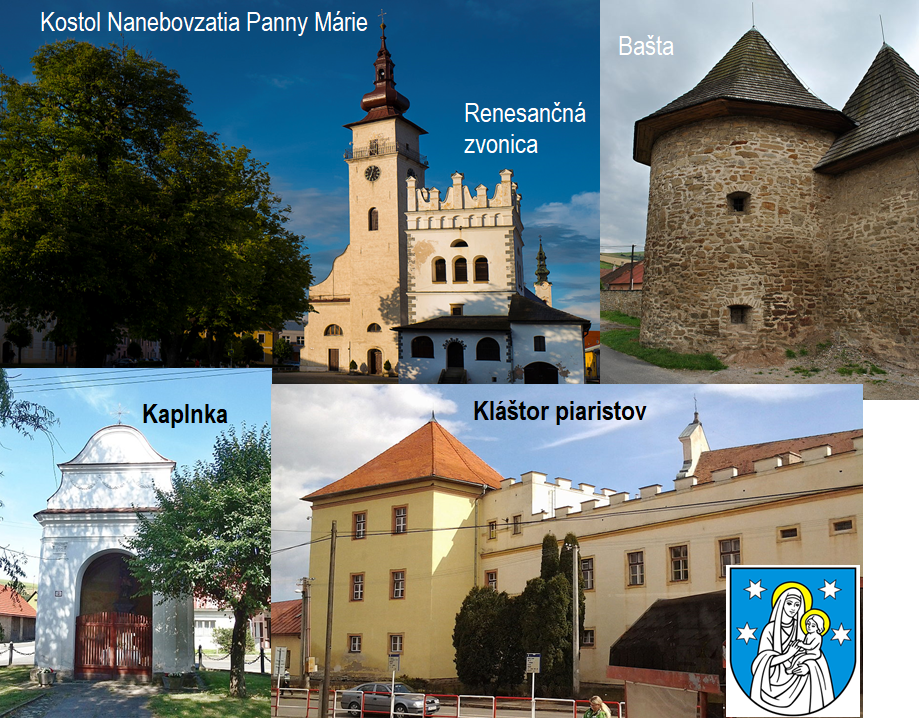 Kostol Nanebovzatia Panny Márie
Bašta
Renesančná
zvonica
Kaplnka
Kláštor piaristov